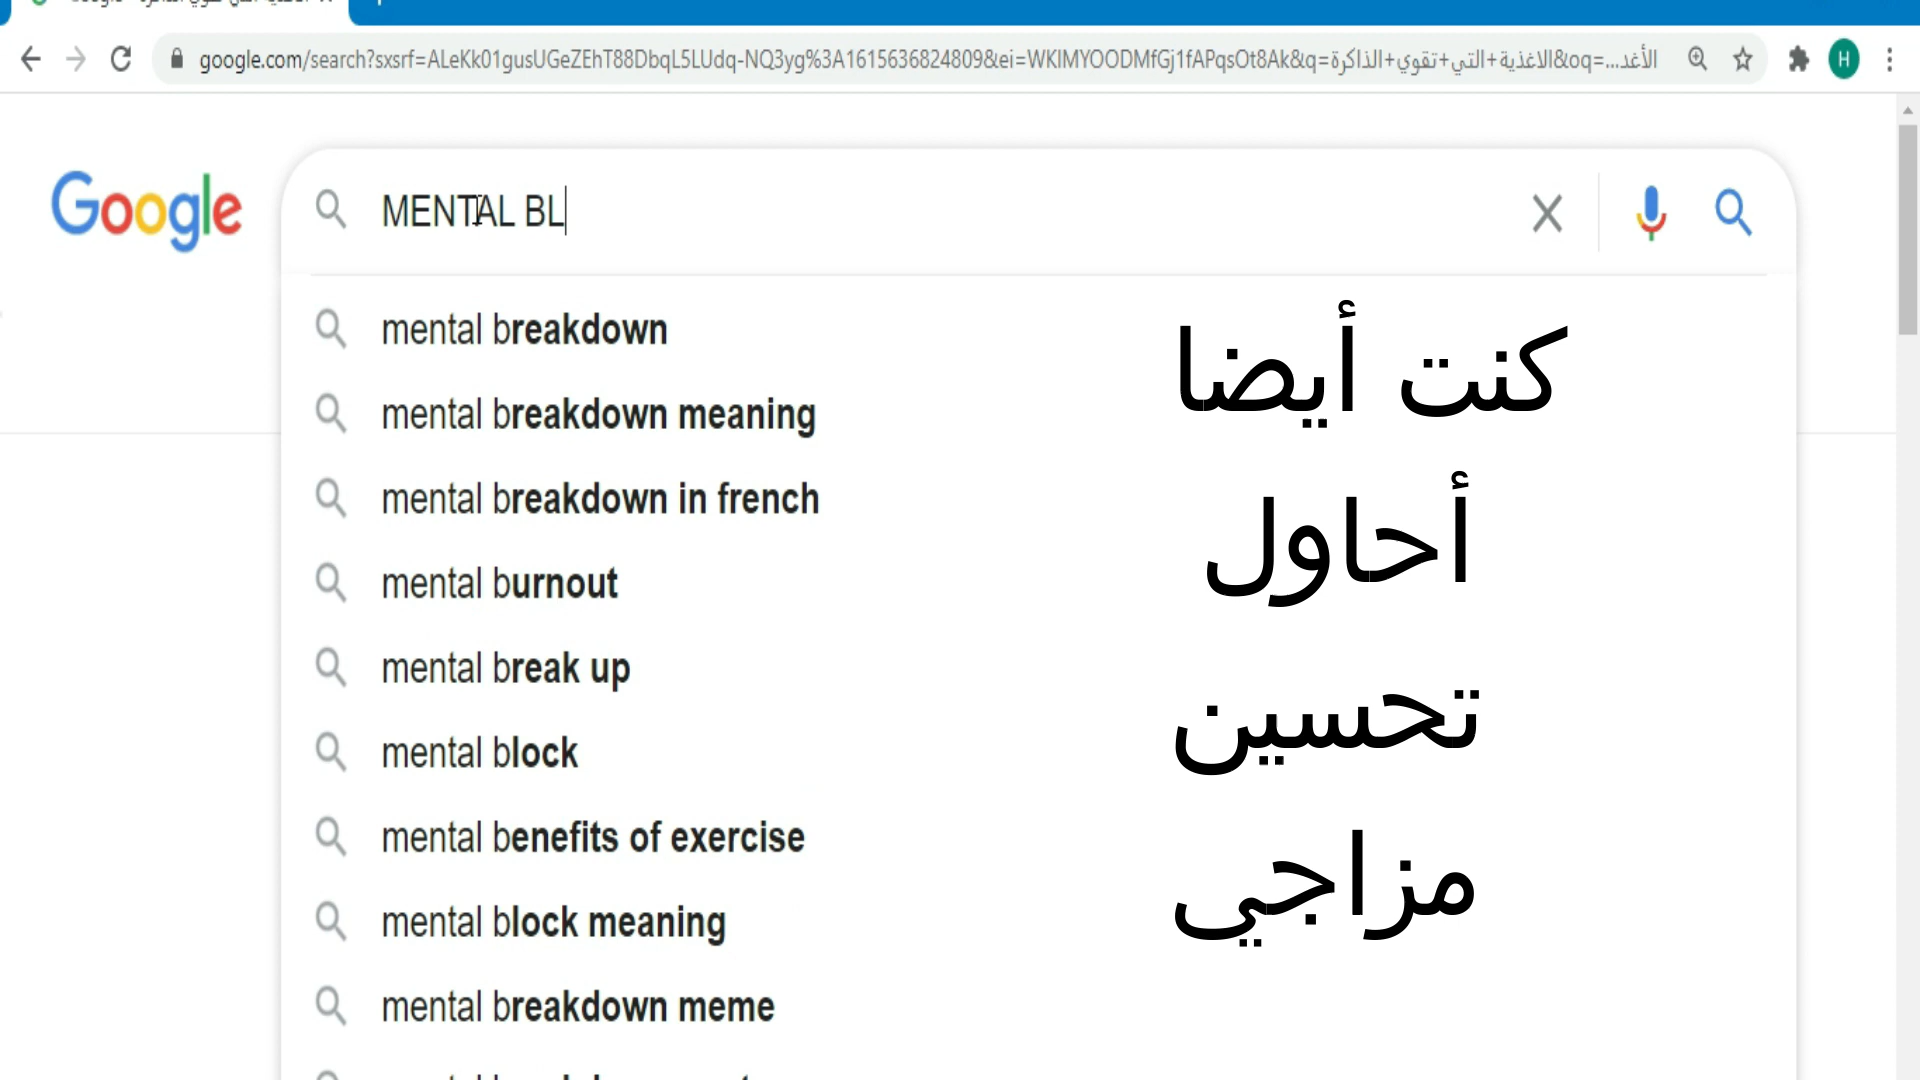 google.com/search?sxsrf=ALeKk01gusUGeZEhT88DbqL5LUdq-NQ3yg%3A1615636824809&ei=WKlMYOODMfGj1fAPqsOt8Ak&q=الاغذية+التي+تقوي+الذاكرة&oq=الأغذ...
H
Google
MENTAL BL
mental breakdown
mental breakdown meaning
mental breakdown in french
mental burnout
mental break up
mental block
mental benefits of exercise
mental block meaning
mental breakdown meme
كنت أيضا
أحاول
تحسين
مزاجي